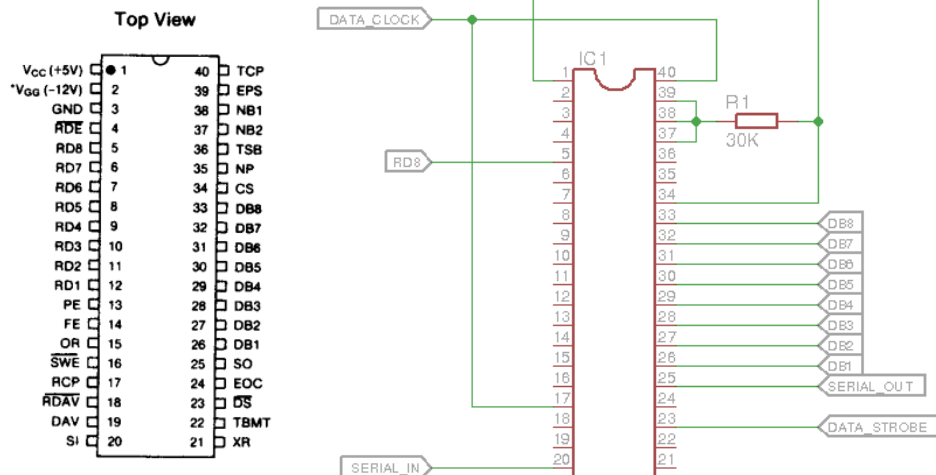 Top View
VCC (+5V) 1 40 TCP
*VGG (-12V) 2 39 EPS
GND 3 38 NB1
RDE 4 37 NB2
RD8 5 36 TSB
RD7 6 35 NP
RD6 7 34 CS
RD5 8 33 DB8
RD4 9 32 DB7
RD3 10 31 DB6
RD2 11 30 DB5
RD1 12 29 DB4
PE 13 28 DB3
FE 14 27 DB2
OR 15 26 DB1
SWE 16 25 SO
RCP 17 24 EOC
RDAV 18 23 DS
DAV 19 22 TBMT
SI 20 21 XR
DATA_CLOCK
IC1
1 40
2 39
3 38
4 37
R1
30K
RD8
5 36
6 35
7 34
8 33 DB8
9 32 DB7
10 31 DB6
11 30 DB5
12 29 DB4
13 28 DB3
14 27 DB2
15 26 DB1
16 25 SERIAL_OUT
17 24
18 23 DATA_STROBE
19 22
SERIAL_IN 20 21